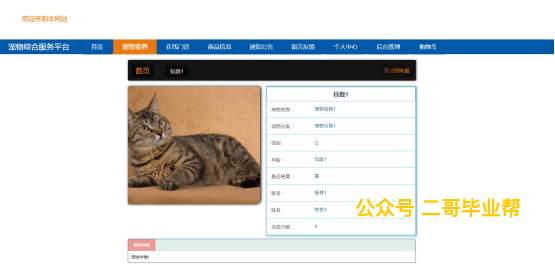 欢迎来到本网站
宠物综合服务平台 首页 宠物寄养 在线门诊 商品信息 通知公告 留言反馈 个人中心 后台管理 购物车
首页 标题1 ☆点我收藏
标题1
宠物名称： 宠物名称1
宠物分类： 宠物分类1
性别： 公
年龄： 年龄1
是否绝育： 是
账号： 账号1
姓名： 姓名1
点击次数： 4
公众号 二哥毕业帮
宠物详情
宠物详情1